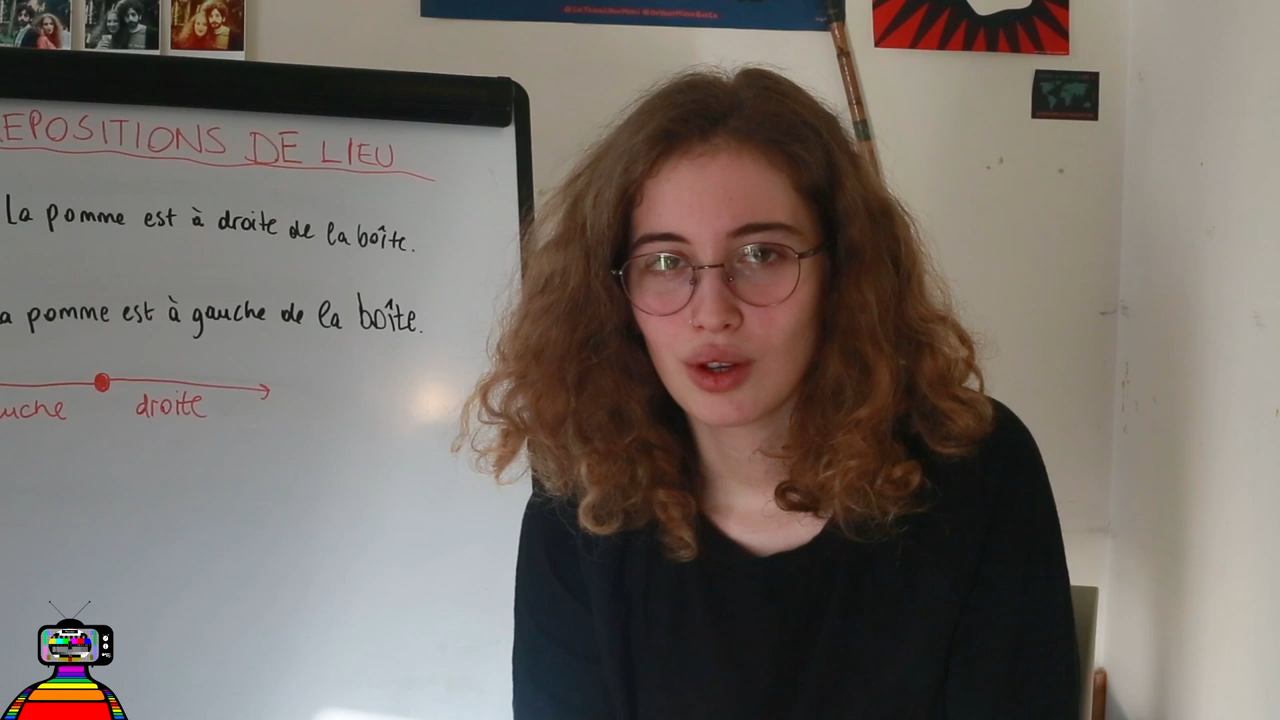 EPOSITIONS DE LIEU
La pomme est à droite de la boîte.
a pomme est à gauche de la boîte.
uche droite